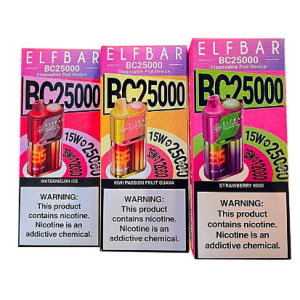 ELFBAR
BC25000
Disposable Pod Device
BC25000
15W 25000
WATERMELON ICE
WARNING:
This product
contains nicotine.
Nicotine is an
addictive chemical.
ELFBAR
BC25000
Disposable Pod Device
BC25000
15W 25000
KIWI PASSION FRUIT GUAVA
WARNING:
This product
contains nicotine.
Nicotine is an
addictive chemical.
ELFBAR
BC25000
Disposable Pod Device
BC25000
15W 25000
STRAWBERRY KIWI
WARNING:
This product
contains nicotine.
Nicotine is an
addictive chemical.